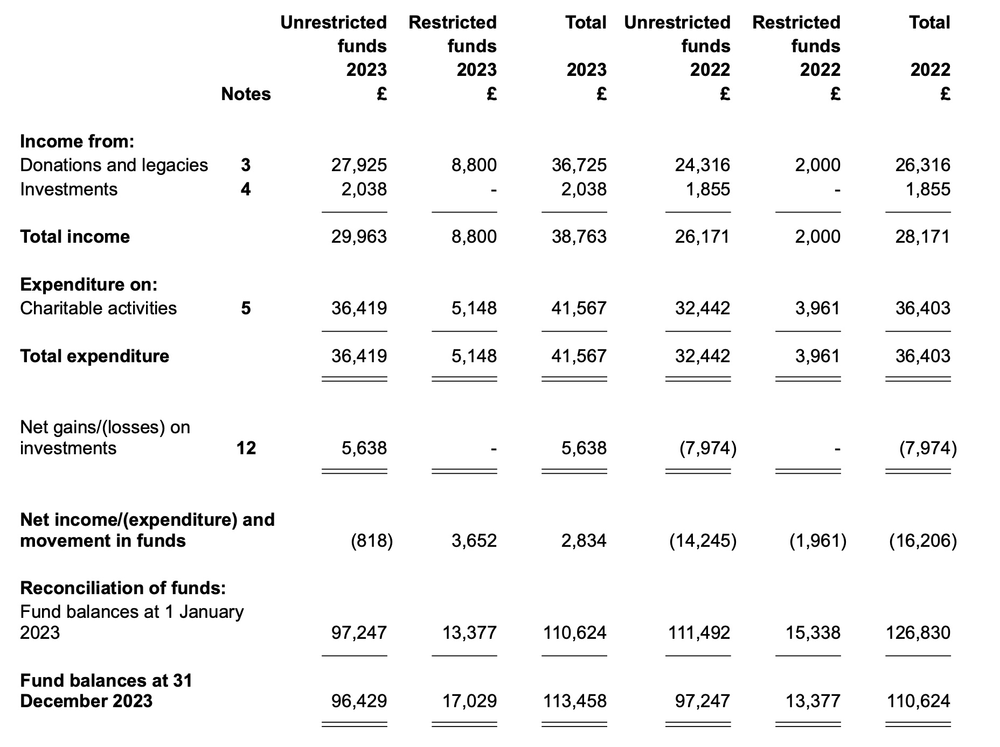 Unrestricted Restricted Total Unrestricted Restricted Total
funds funds funds funds
2023 2023 2023 2022 2022 2022
Notes £ £ £ £ £ £
Income from:
Donations and legacies 3 27,925 8,800 36,725 24,316 2,000 26,316
Investments 4 2,038 - 2,038 1,855 - 1,855
Total income 29,963 8,800 38,763 26,171 2,000 28,171
Expenditure on:
Charitable activities 5 36,419 5,148 41,567 32,442 3,961 36,403
Total expenditure 36,419 5,148 41,567 32,442 3,961 36,403
Net gains/(losses) on
investments 12 5,638 - 5,638 (7,974) - (7,974)
Net income/(expenditure) and
movement in funds (818) 3,652 2,834 (14,245) (1,961) (16,206)
Reconciliation of funds:
Fund balances at 1 January
2023 97,247 13,377 110,624 111,492 15,338 126,830
Fund balances at 31
December 2023 96,429 17,029 113,458 97,247 13,377 110,624